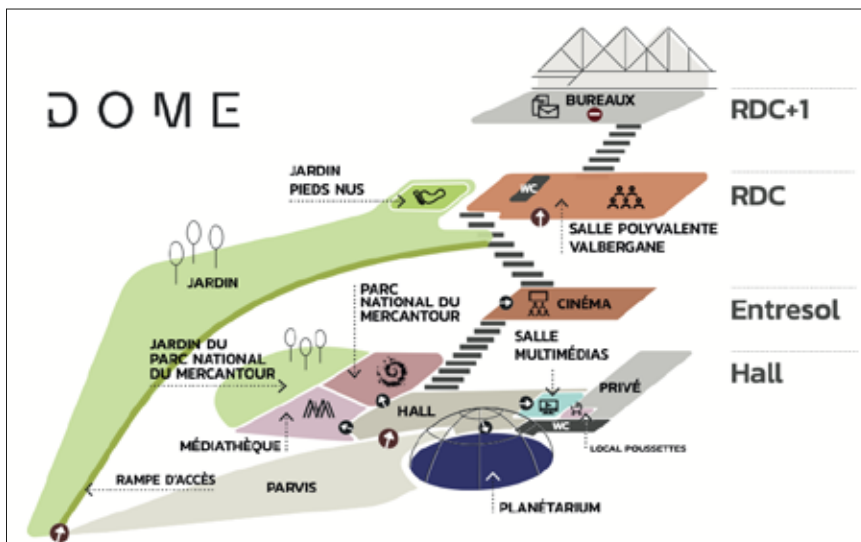 DOME
BUREAUX
RDC+1
JARDIN
PIEDS NUS
WC
RDC
SALLE POLYVALENTE
VALBERGANE
JARDIN
PARC
NATIONAL DU
MERCANTOUR
CINÉMA
Entresol
JARDIN DU
PARC NATIONAL
DU MERCANTOUR
SALLE
MULTIMÉDIAS
PRIVÉ
Hall
HALL
MÉDIATHÈQUE
WC
LOCAL POUSSETTES
RAMPE D'ACCÈS
PARVIS
PLANÉTARIUM